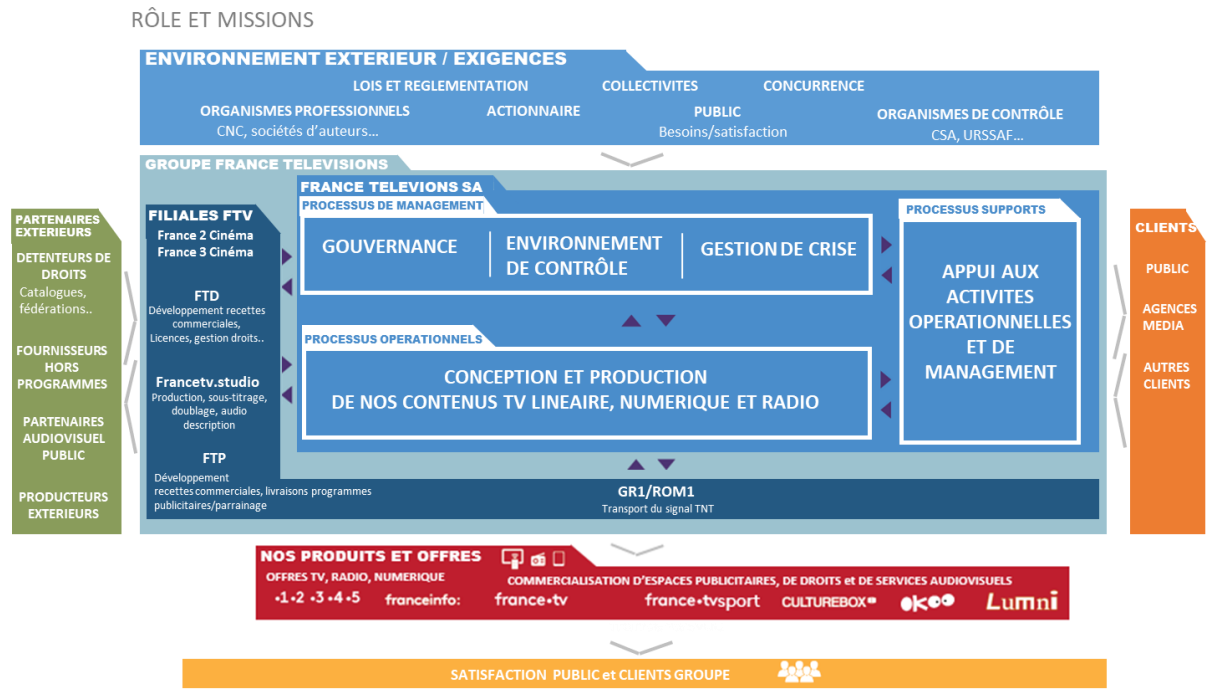 RÔLE ET MISSIONS
ENVIRONNEMENT EXTERIEUR / EXIGENCES
LOIS ET REGLEMENTATION
COLLECTIVITES
CONCURRENCE
ORGANISMES PROFESSIONNELS
CNC, sociétés d'auteurs...
ACTIONNAIRE
PUBLIC
Besoins/satisfaction
ORGANISMES DE CONTRÔLE
CSA, URSSAF...
GROUPE FRANCE TELEVISIONS
PARTENAIRES
EXTERIEURS
DETENTEURS DE
DROITS
Catalogues,
fédérations..
FOURNISSEURS
HORS
PROGRAMMES
PARTENAIRES
AUDIOVISUEL
PUBLIC
PRODUCTEURS
EXTERIEURS
FILIALES FTV
France 2 Cinéma
France 3 Cinéma
FTD
Développement recettes
commerciales,
Licences, gestion droits..
Francetv.studio
Production, sous-titrage,
doublage, audio
description
FTP
Développement
recettes commerciales, livraisons programmes
publicitaires/parrainage
FRANCE TELEVIONS SA
PROCESSUS DE MANAGEMENT
GOUVERNANCE
ENVIRONNEMENT
DE CONTRÔLE
GESTION DE CRISE
PROCESSUS OPERATIONNELS
CONCEPTION ET PRODUCTION
DE NOS CONTENUS TV LINEAIRE, NUMERIQUE ET RADIO
PROCESSUS SUPPORTS
APPUI AUX
ACTIVITES
OPERATIONNELLES
ET DE
MANAGEMENT
GR1/ROM1
Transport du signal TNT
CLIENTS
PUBLIC
AGENCES
MEDIA
AUTRES
CLIENTS
NOS PRODUITS ET OFFRES
OFFRES TV, RADIO, NUMERIQUE
COMMERCIALISATION D'ESPACES PUBLICITAIRES, DE DROITS et DE SERVICES AUDIOVISUELS
•1•2 •3•4•5 franceinfo: france•tv france•tvsport CULTUREBOX OKOO Lumni
SATISFACTION PUBLIC et CLIENTS GROUPE